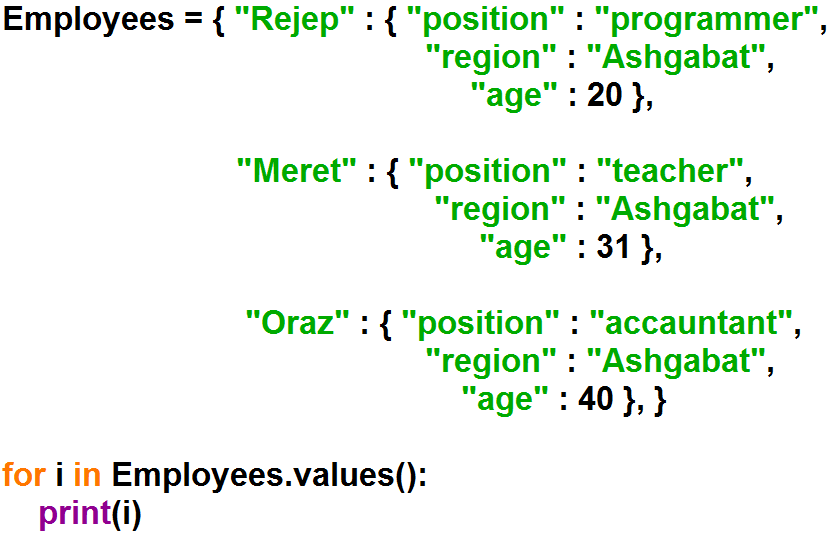 Employees = { "Rejep" : { "position" : "programmer",
"region" : "Ashgabat",
"age" : 20 },
"Meret" : { "position" : "teacher",
"region" : "Ashgabat",
"age" : 31 },
"Oraz" : { "position" : "accauntant",
"region" : "Ashgabat",
"age" : 40 }, }
for i in Employees.values():
print(i)